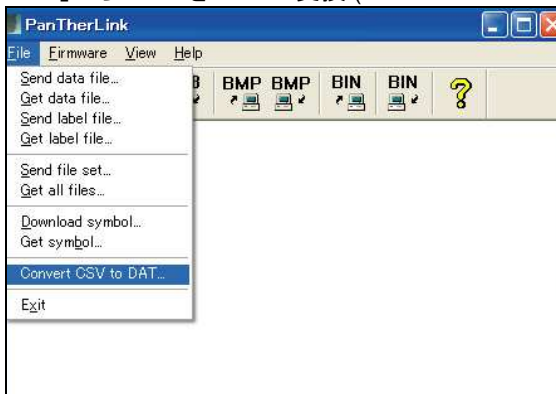 PanTherLink
File Firmware View Help
BMP BMP BIN BIN ?
Send data file...
Get data file...
Send label file...
Get label file...
Send file set...
Get all files...
Download symbol...
Get symbol...
Convert CSV to DAT...
Exit